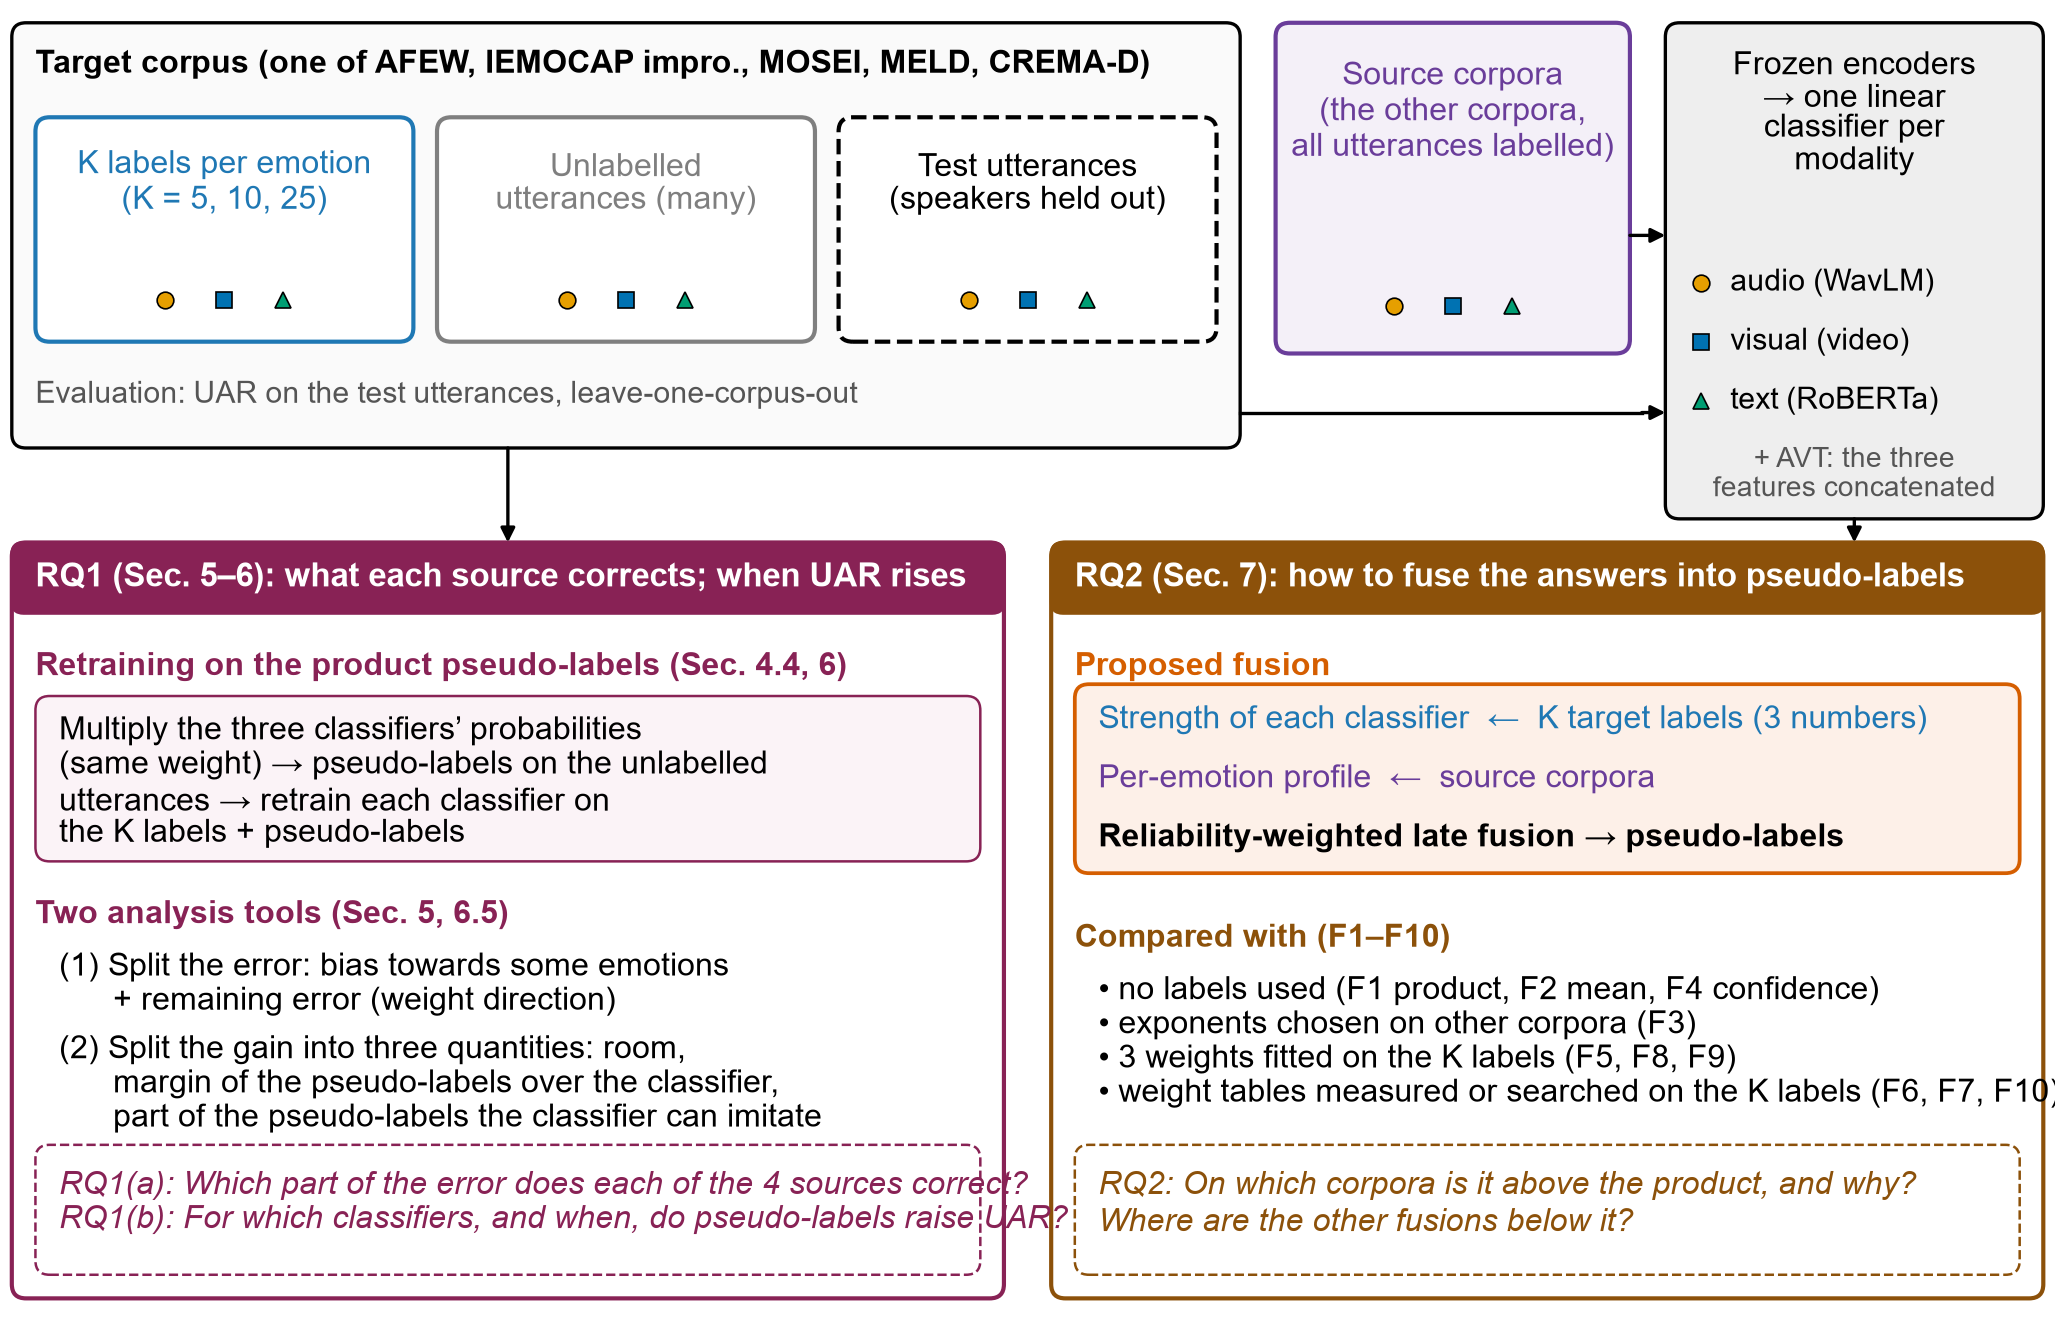 Target corpus (one of AFEW, IEMOCAP impro., MOSEI, MELD, CREMA-D)
K labels per emotion
(K = 5, 10, 25)
Unlabelled
utterances (many)
Test utterances
(speakers held out)
Evaluation: UAR on the test utterances, leave-one-corpus-out
Source corpora
(the other corpora,
all utterances labelled)
Frozen encoders
→ one linear
classifier per
modality
audio (WavLM)
visual (video)
text (RoBERTa)
+ AVT: the three
features concatenated
RQ1 (Sec. 5–6): what each source corrects; when UAR rises
Retraining on the product pseudo-labels (Sec. 4.4, 6)
Multiply the three classifiers’ probabilities
(same weight) → pseudo-labels on the unlabelled
utterances → retrain each classifier on
the K labels + pseudo-labels
Two analysis tools (Sec. 5, 6.5)
(1) Split the error: bias towards some emotions
+ remaining error (weight direction)
(2) Split the gain into three quantities: room,
margin of the pseudo-labels over the classifier,
part of the pseudo-labels the classifier can imitate
RQ1(a): Which part of the error does each of the 4 sources correct?
RQ1(b): For which classifiers, and when, do pseudo-labels raise UAR?
RQ2 (Sec. 7): how to fuse the answers into pseudo-labels
Proposed fusion
Strength of each classifier ← K target labels (3 numbers)
Per-emotion profile ← source corpora
Reliability-weighted late fusion → pseudo-labels
Compared with (F1–F10)
• no labels used (F1 product, F2 mean, F4 confidence)
• exponents chosen on other corpora (F3)
• 3 weights fitted on the K labels (F5, F8, F9)
• weight tables measured or searched on the K labels (F6, F7, F10)
RQ2: On which corpora is it above the product, and why?
Where are the other fusions below it?